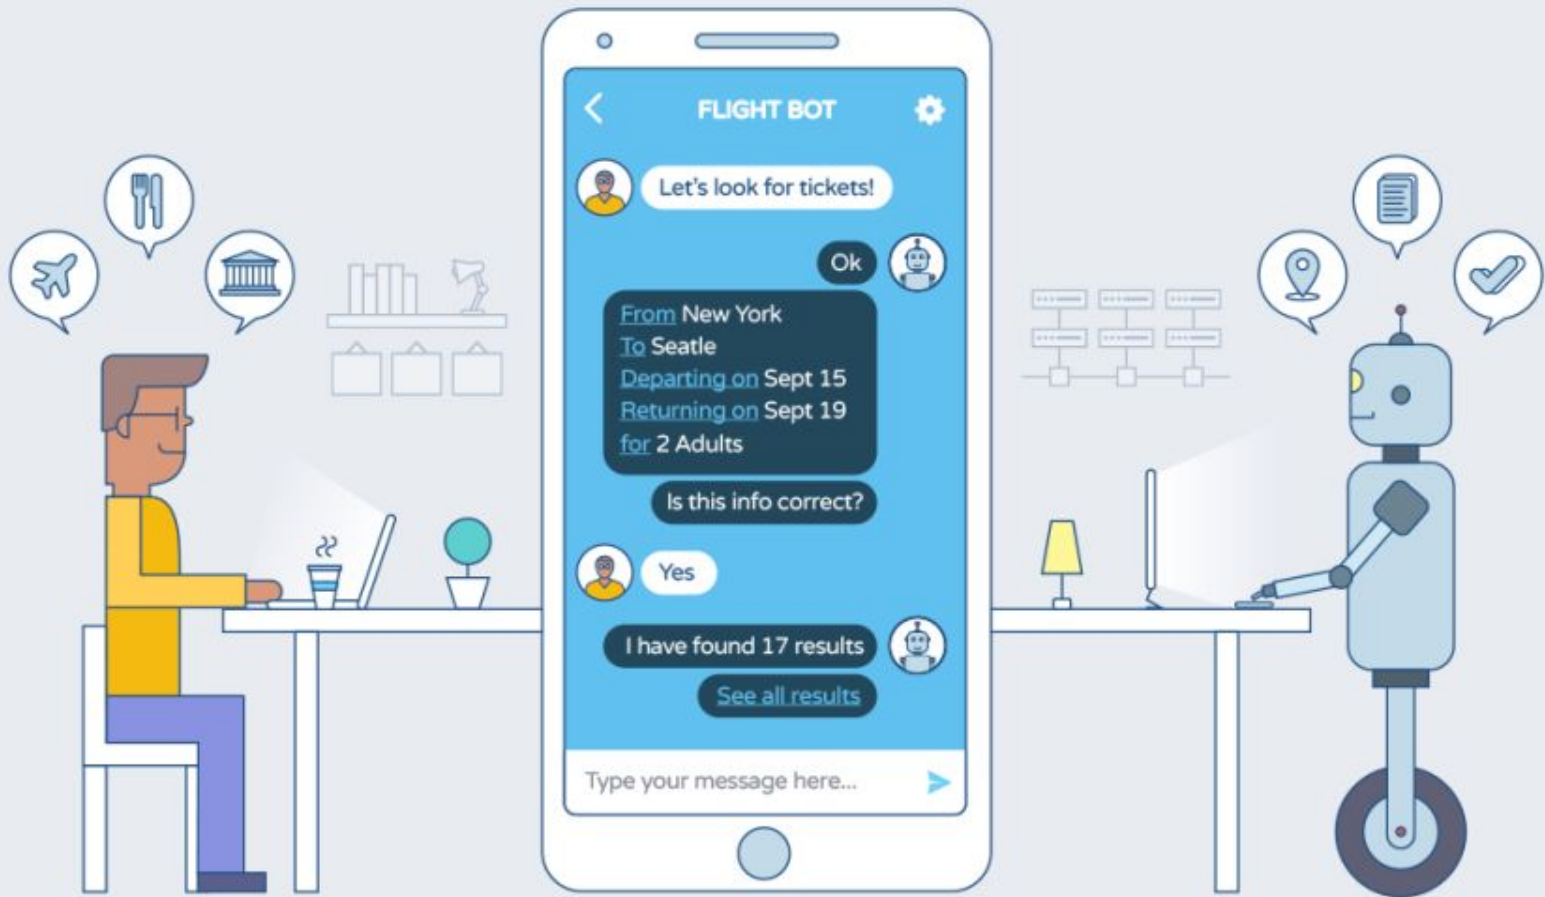 FLIGHT BOT
Let's look for tickets!
Ok
From New York
To Seatle
Departing on Sept 15
Returning on Sept 19
for 2 Adults
Is this info correct?
Yes
I have found 17 results
See all results
Type your message here...